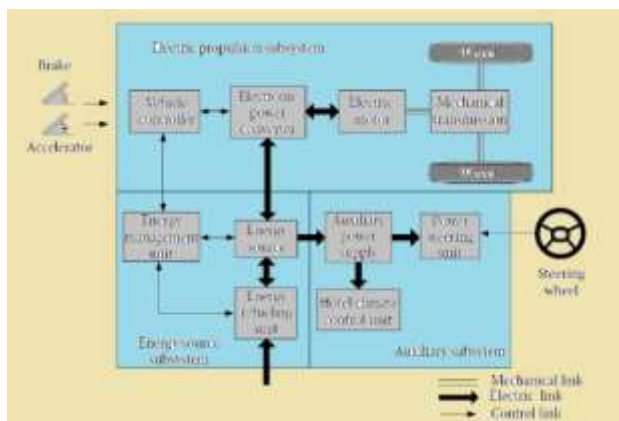 Electric propulsion subsystem
Brake
Accelerator
Vehicle
controller
Electronic
power
converter
Electric
motor
Mechanical
transmission
Wheel
Wheel
Energy
management
unit
Energy
source
Auxiliary
power
supply
Power
steering
unit
Steering
wheel
Energy
refueling
unit
Hotel climate
control unit
Energy source
subsystem
Auxiliary subsystem
Mechanical link
Electric link
Control link